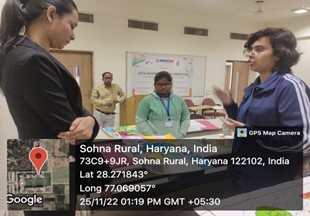 GPS Map Camera
Sohna Rural, Haryana, India
73C9+9JR, Sohna Rural, Haryana 122102, India
Lat 28.271843°
Long 77.069057°
25/11/22 01:19 PM GMT +05:30
Google